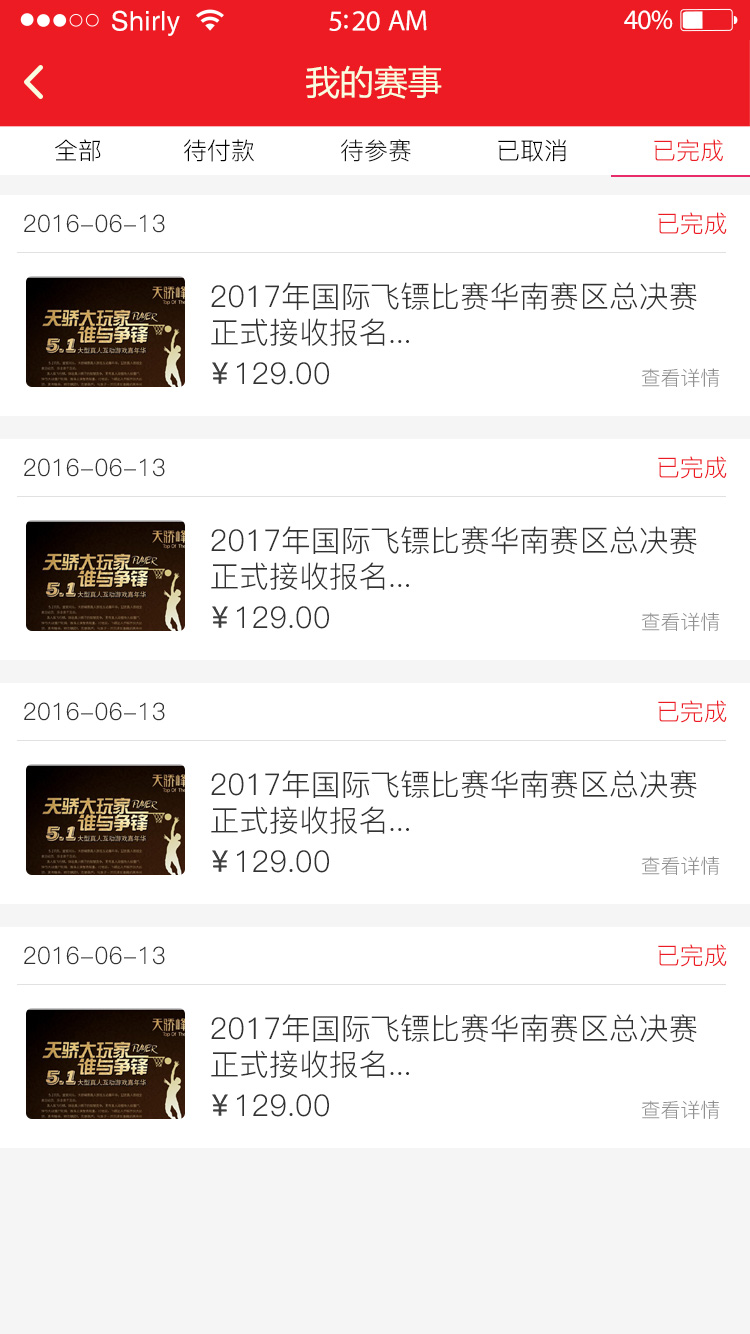 Shirly 5:20 AM 40%
我的赛事
全部 待付款 待参赛 已取消 已完成
2016-06-13 已完成
天骄峰
Top Of The
天骄大玩家 PLAYER
谁与争锋
5.1大型真人互动游戏嘉年华
2017年国际飞镖比赛华南赛区总决赛
正式接收报名...
¥129.00
查看详情
2016-06-13 已完成
天骄峰
Top Of The
天骄大玩家 PLAYER
谁与争锋
5.1大型真人互动游戏嘉年华
2017年国际飞镖比赛华南赛区总决赛
正式接收报名...
¥129.00
查看详情
2016-06-13 已完成
天骄峰
Top Of The
天骄大玩家 PLAYER
谁与争锋
5.1大型真人互动游戏嘉年华
2017年国际飞镖比赛华南赛区总决赛
正式接收报名...
¥129.00
查看详情
2016-06-13 已完成
天骄峰
Top Of The
天骄大玩家 PLAYER
谁与争锋
5.1大型真人互动游戏嘉年华
2017年国际飞镖比赛华南赛区总决赛
正式接收报名...
¥129.00
查看详情